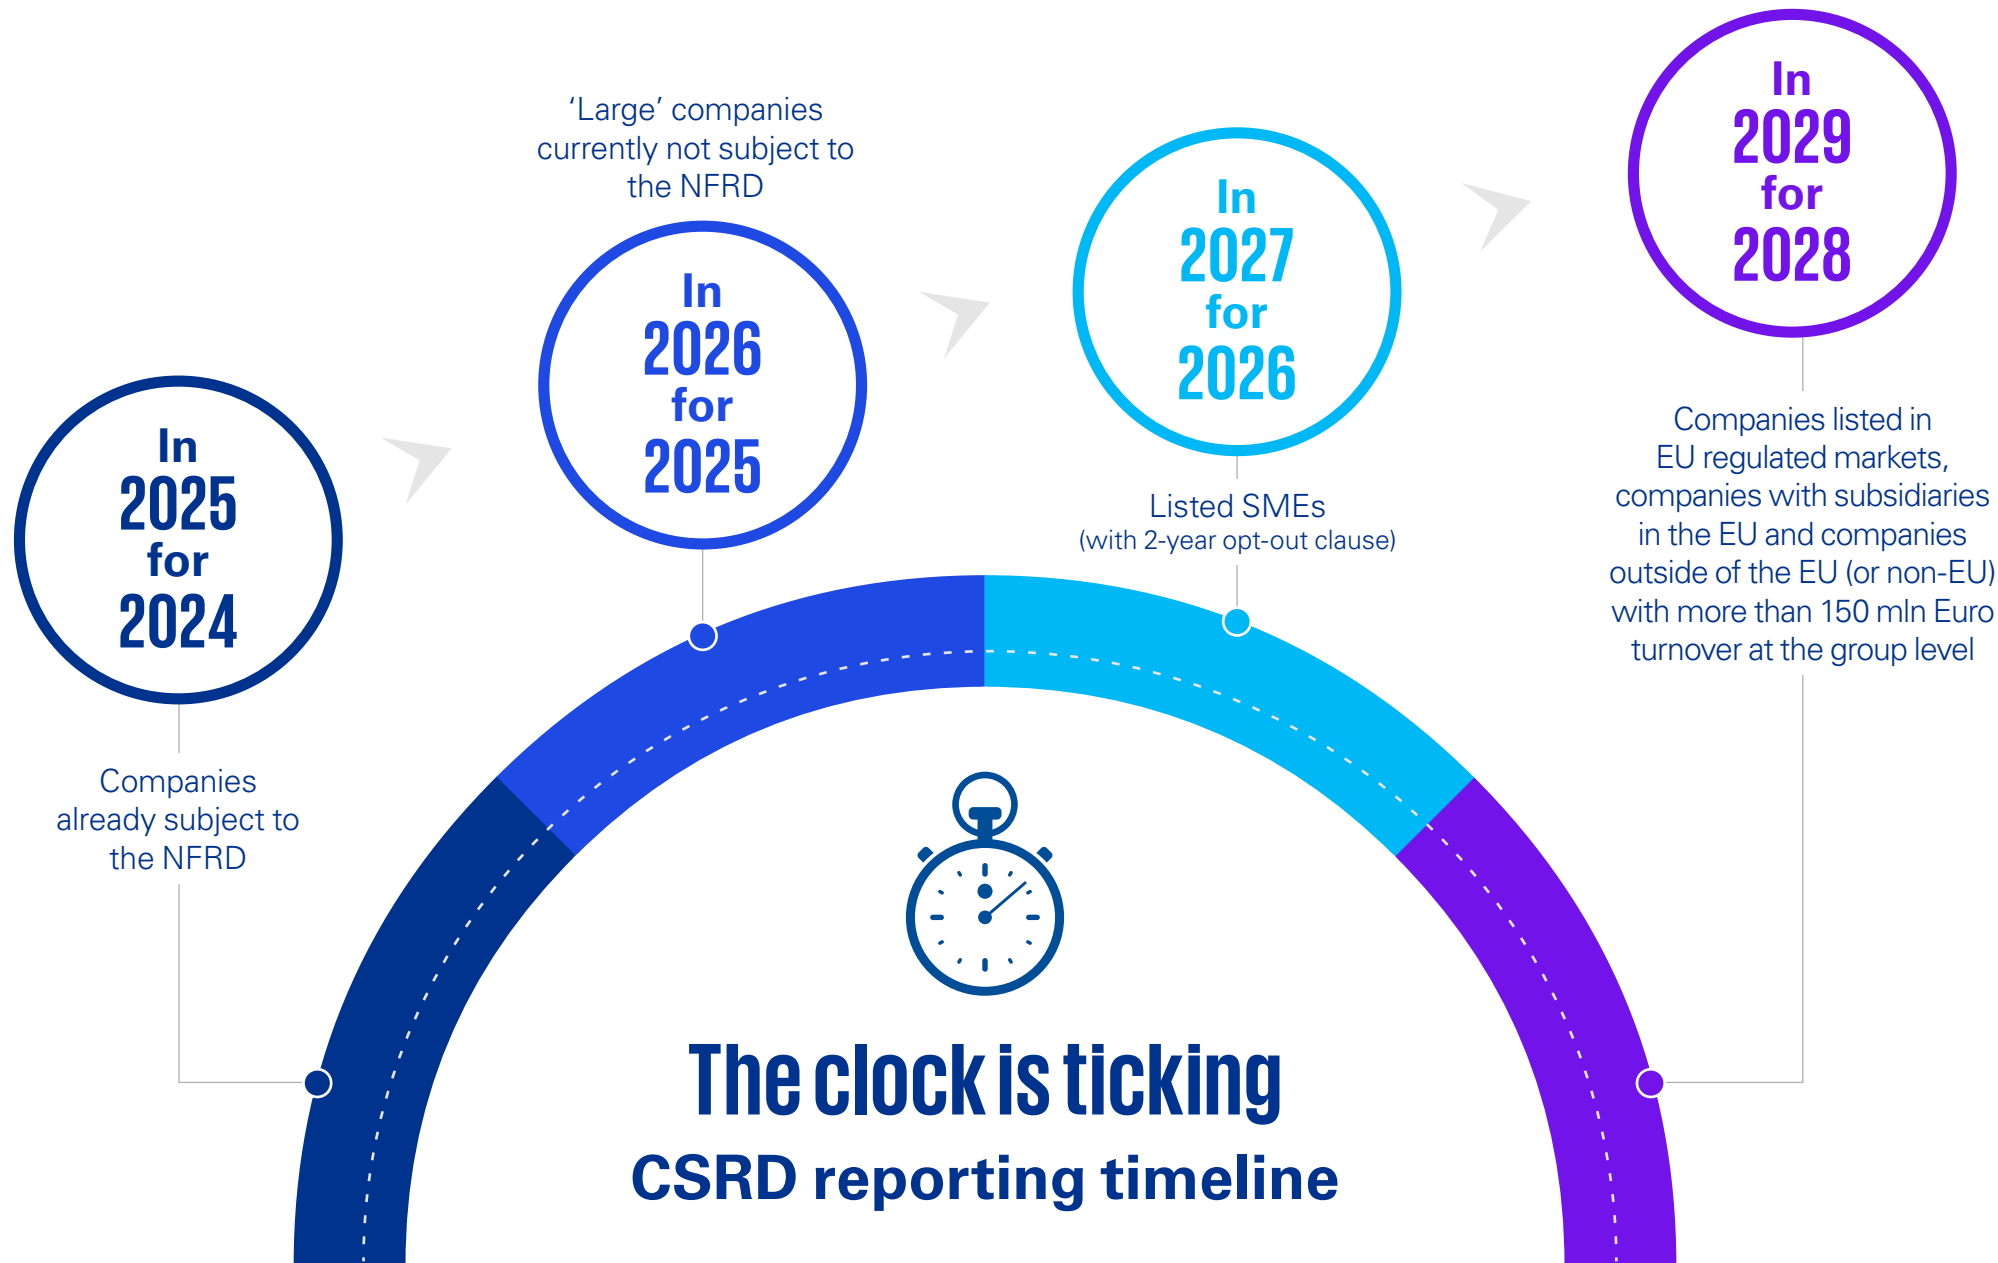 In
2025
for
2024
Companies
already subject to
the NFRD
‘Large’ companies
currently not subject to
the NFRD
In
2026
for
2025
In
2027
for
2026
Listed SMEs
(with 2-year opt-out clause)
In
2029
for
2028
Companies listed in
EU regulated markets,
companies with subsidiaries
in the EU and companies
outside of the EU (or non-EU)
with more than 150 mln Euro
turnover at the group level
The clock is ticking
CSRD reporting timeline